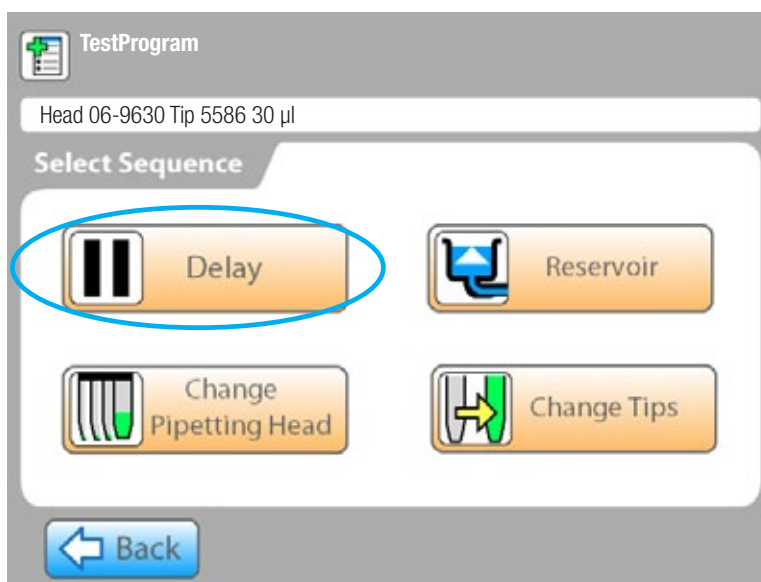 TestProgram
Head 06-9630 Tip 5586 30 µl
Select Sequence
Delay
Reservoir
Change
Pipetting Head
Change Tips
Back